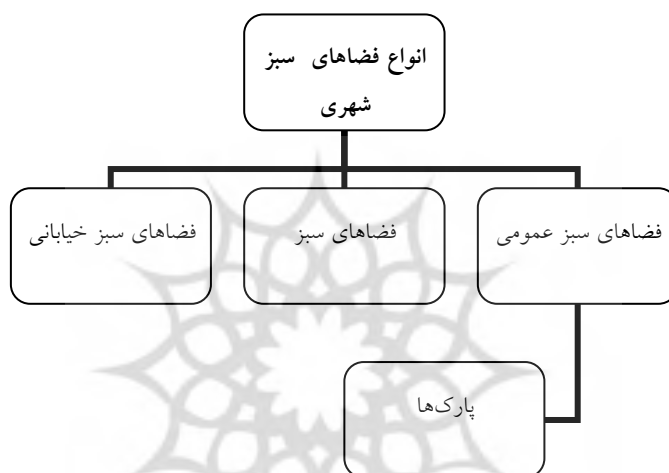 انواع فضاهای سبز
شهری
فضاهای سبز عمومی
فضاهای سبز
فضاهای سبز خیابانی
پارک‌ها